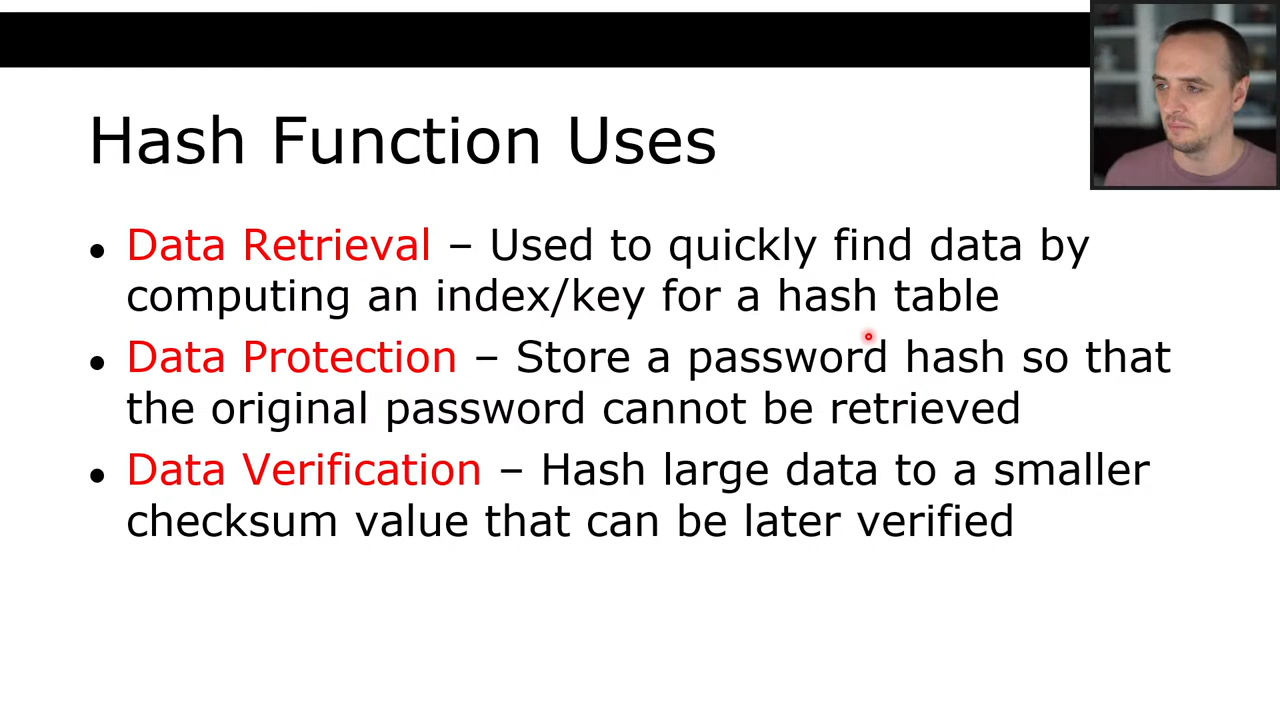 Hash Function Uses
• Data Retrieval – Used to quickly find data by
computing an index/key for a hash table
• Data Protection – Store a password hash so that
the original password cannot be retrieved
• Data Verification – Hash large data to a smaller
checksum value that can be later verified